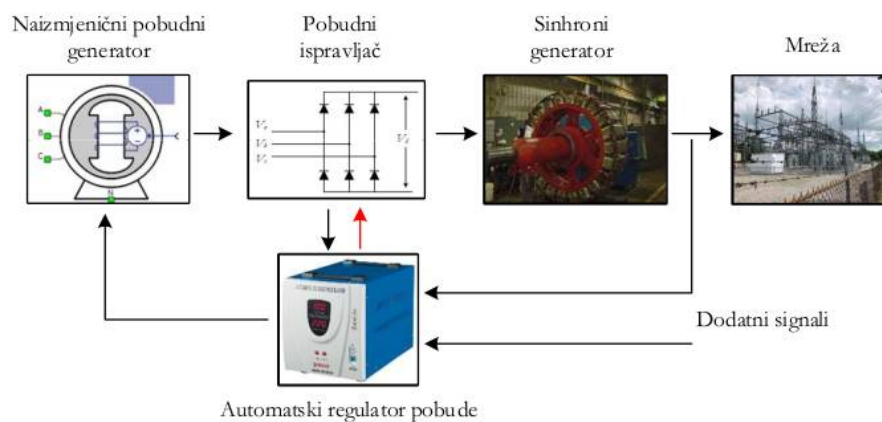 Naizmjenični pobudni
generator
Pobudni
ispravljač
Sinhroni
generator
Mreža
A
B
C
N
Dodatni signali
Automatski regulator pobude